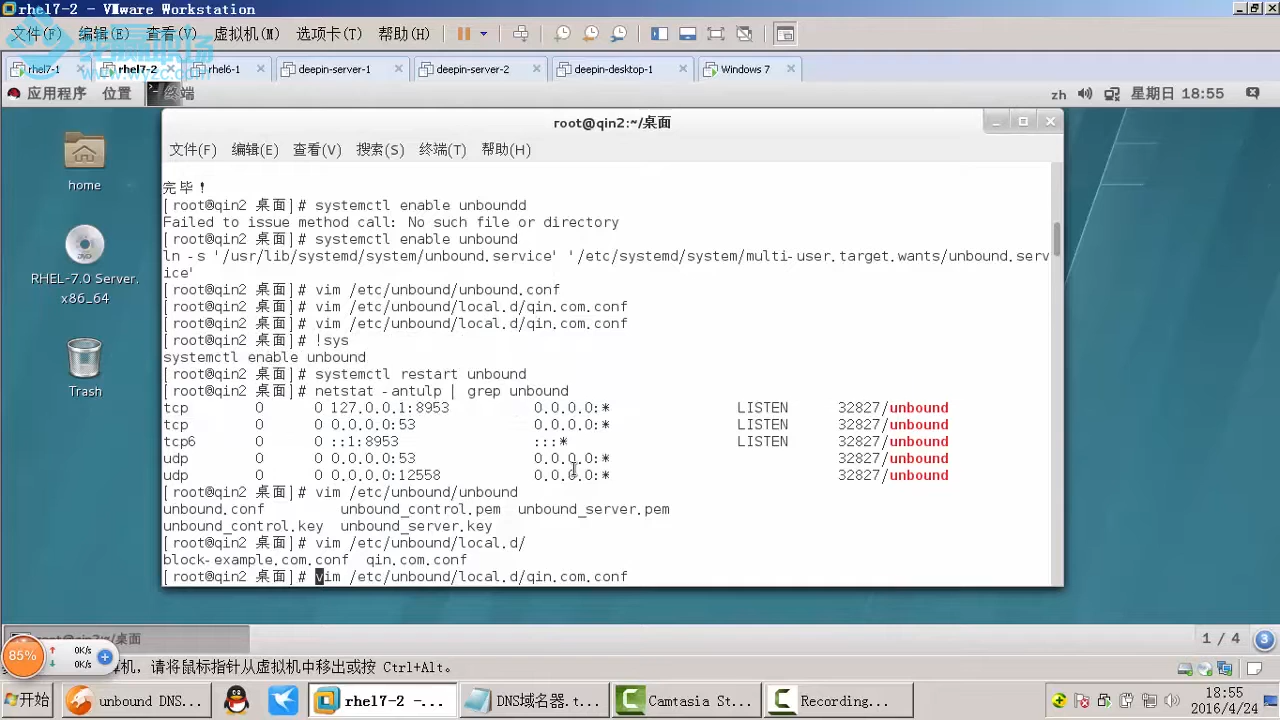 rhel7-2 - VMware Workstation
文件(F) 编辑(E) 查看(V) 虚拟机(M) 选项卡(T) 帮助(H)
www.wyzc.com
rhel7-1 rhel7-2 rhel6-1 deepin-server-1 deepin-server-2 Windows 7
应用程序 位置 终端 zh 星期日 18:55
home
RHEL-7.0 Server.
x86_64
Trash
root@qin2:~/桌面
文件(F) 编辑(E) 查看(V) 搜索(S) 终端(T) 帮助(H)
完毕！
[root@qin2 桌面]# systemctl enable unboundd
Failed to issue method call: No such file or directory
[root@qin2 桌面]# systemctl enable unbound
ln -s '/usr/lib/systemd/system/unbound.service' '/etc/systemd/system/multi-user.target.wants/unbound.serv
ice'
[root@qin2 桌面]# vim /etc/unbound/unbound.conf
[root@qin2 桌面]# vim /etc/unbound/local.d/qin.com.conf
[root@qin2 桌面]# vim /etc/unbound/local.d/qin.com.conf
[root@qin2 桌面]# !sys
systemctl enable unbound
[root@qin2 桌面]# systemctl restart unbound
[root@qin2 桌面]# netstat -antulp | grep unbound
tcp 0 0 127.0.0.1:8953 0.0.0.0:* LISTEN 32827/unbound
tcp 0 0 0.0.0.0:53 0.0.0.0:* LISTEN 32827/unbound
tcp6 0 0 ::1:8953 :::* LISTEN 32827/unbound
udp 0 0 0.0.0.0:53 0.0.0.0:* 32827/unbound
udp 0 0 0.0.0.0:12558 0.0.0.0:* 32827/unbound
[root@qin2 桌面]# vim /etc/unbound/unbound
unbound.conf unbound_control.pem unbound_server.pem
unbound_control.key unbound_server.key
[root@qin2 桌面]# vim /etc/unbound/local.d/
block-example.com.conf qin.com.conf
[root@qin2 桌面]# vim /etc/unbound/local.d/qin.com.conf
root@qin2:~/桌面 1 / 4 3
85% 0K/s
0K/s
机，请将鼠标指针从虚拟机中移出或按 Ctrl+Alt。
开始 unbound DNS... rhel7-2 -... DNS域名器.t... Camtasia St... Recording... 18:55
2016/4/24